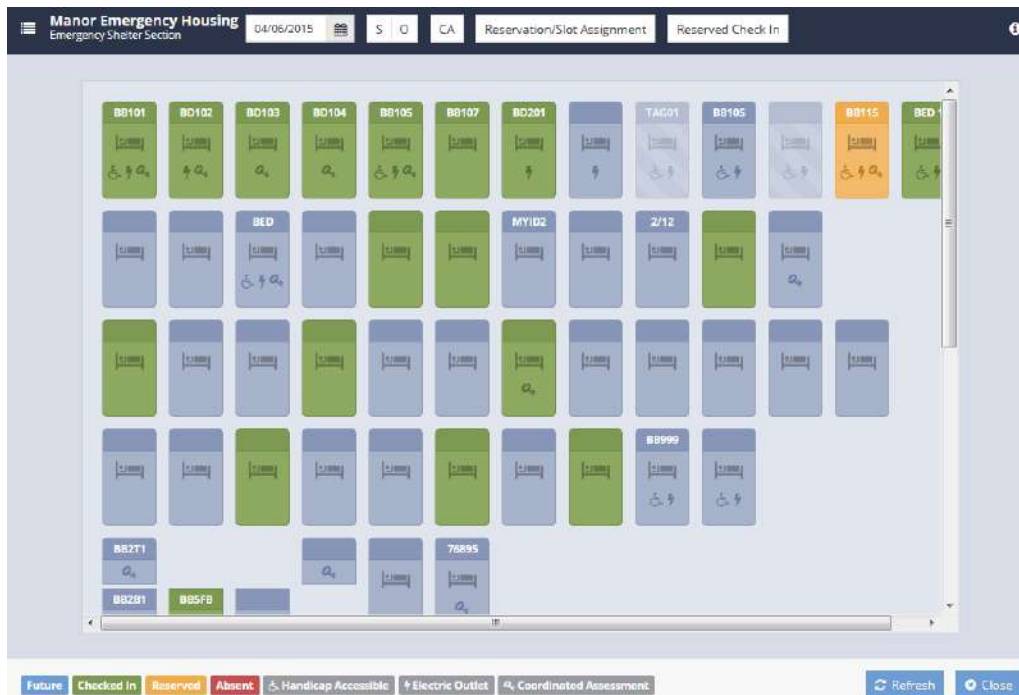 Manor Emergency Housing
Emergency Shelter Section
04/06/2015
S O
CA
Reservation/Slot Assignment
Reserved Check In
BB101 BD102 BD103 BD104 BB105 BB107 BD201 TAG01 BB105 BB115 BED
BED MYID2 2/12
BB999
BB2T1 76895
BB2B1 BB5FB
Future Checked In Reserved Absent Handicap Accessible Electric Outlet Coordinated Assessment
Refresh Close